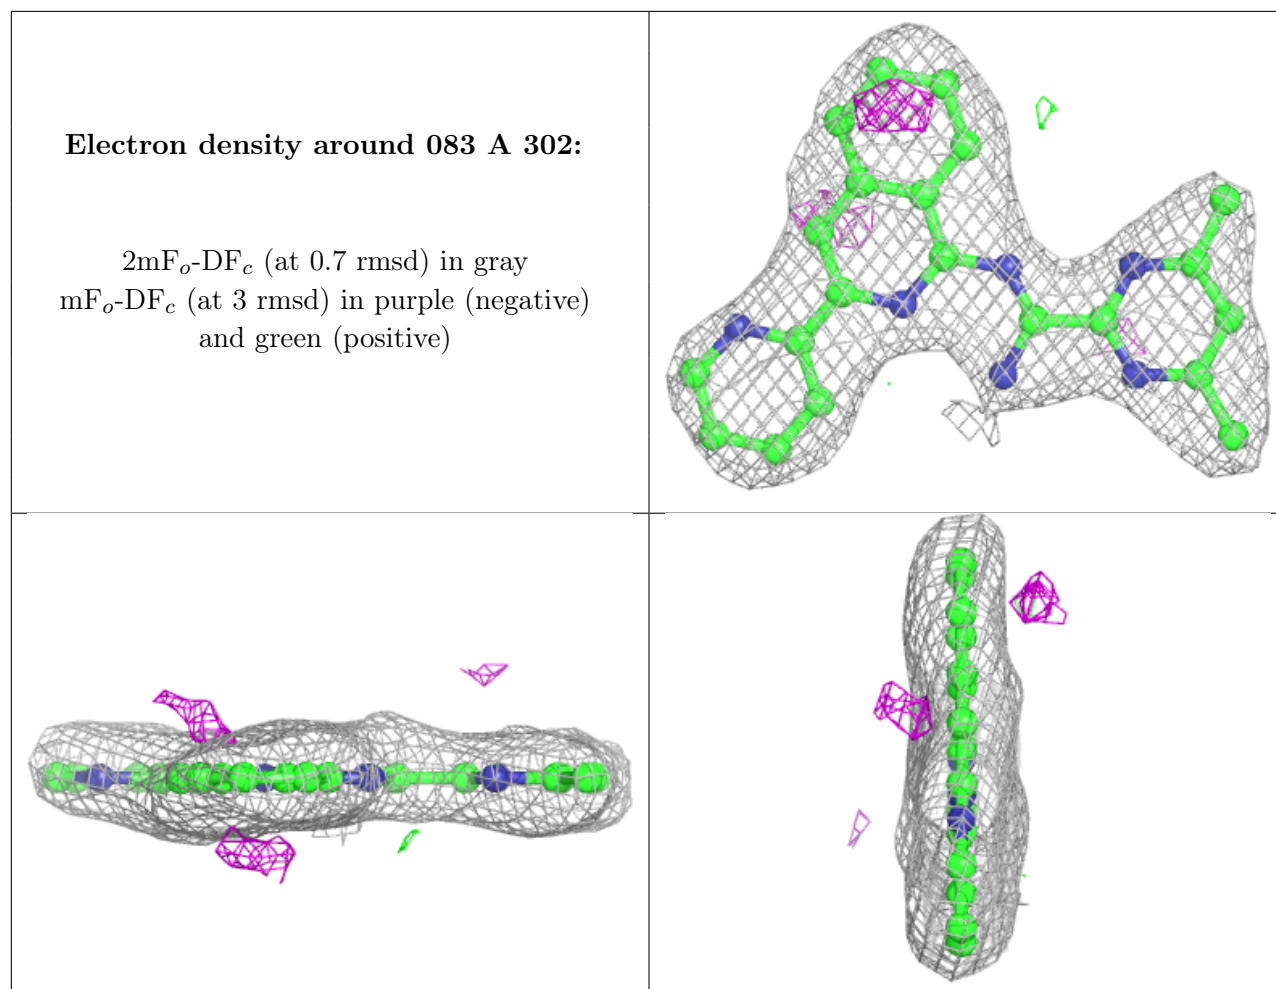 Electron density around 083 A 302:
2mFo-DFc (at 0.7 rmsd) in gray
mFo-DFc (at 3 rmsd) in purple (negative)
and green (positive)